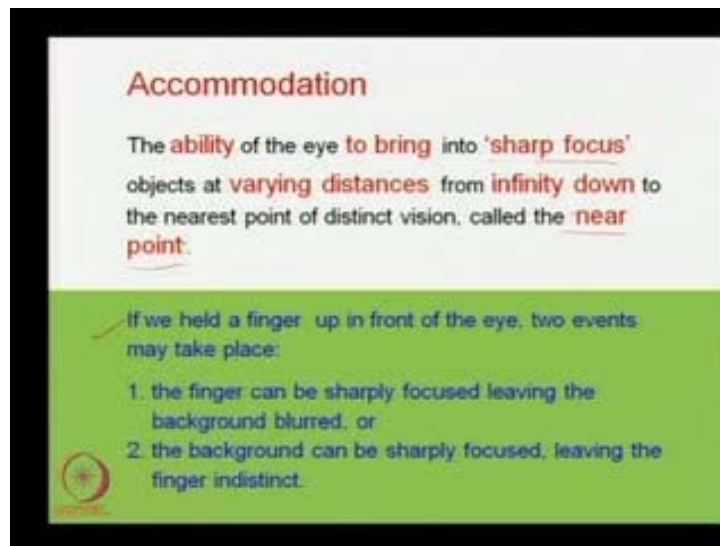 Accommodation
The ability of the eye to bring into 'sharp focus'
objects at varying distances from infinity down to
the nearest point of distinct vision, called the near
point.
If we held a finger up in front of the eye, two events
may take place:
1. the finger can be sharply focused leaving the
background blurred, or
2. the background can be sharply focused, leaving the
finger indistinct.